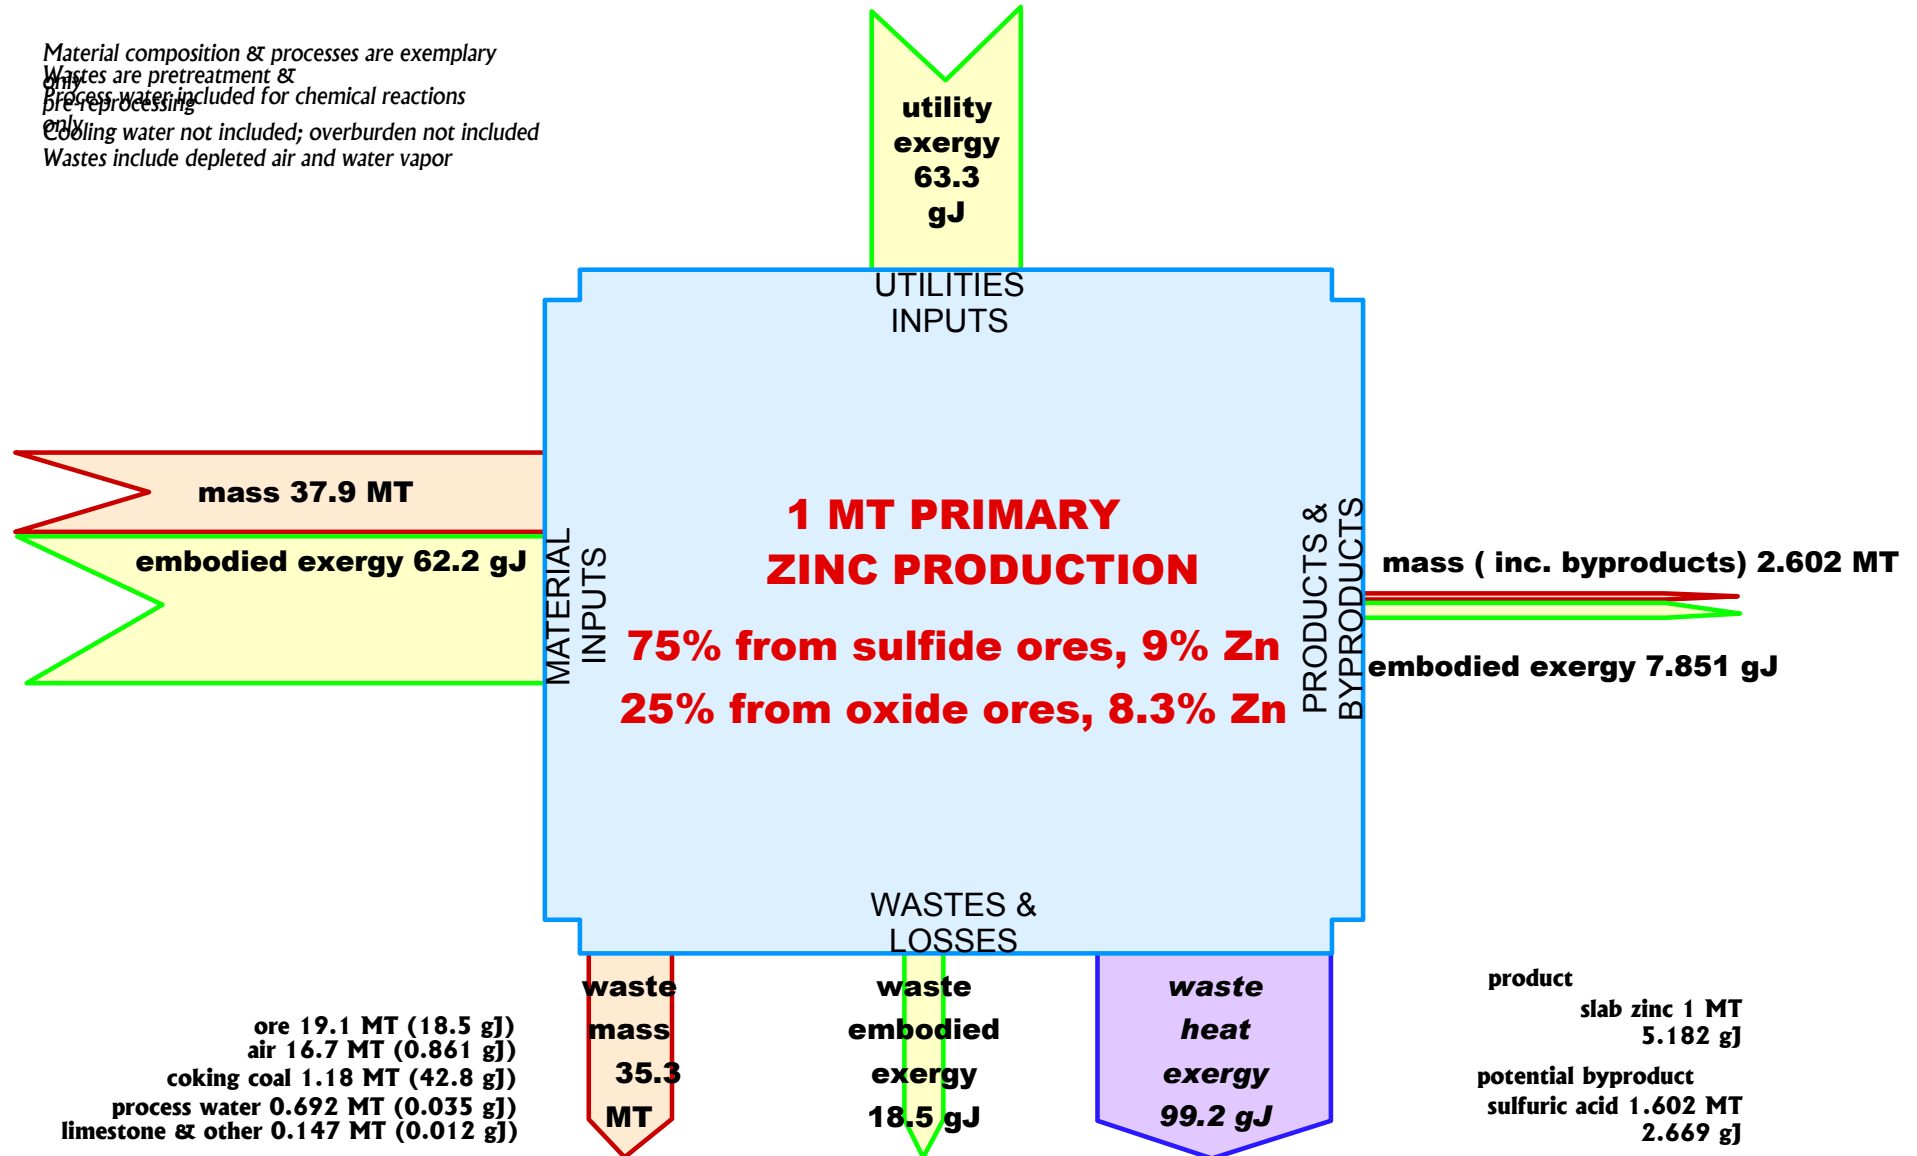 Material composition & processes are exemplary
only
Wastes are pretreatment &
pre-reprocessing
Process water included for chemical reactions
only
Cooling water not included; overburden not included
Wastes include depleted air and water vapor
utility
exergy
63.3
gJ
UTILITIES
INPUTS
mass 37.9 MT
embodied exergy 62.2 gJ
MATERIAL
INPUTS
1 MT PRIMARY
ZINC PRODUCTION
75% from sulfide ores, 9% Zn
25% from oxide ores, 8.3% Zn
PRODUCTS &
BYPRODUCTS
mass ( inc. byproducts) 2.602 MT
embodied exergy 7.851 gJ
WASTES &
LOSSES
waste
mass
35.3
MT
waste
embodied
exergy
18.5 gJ
waste
heat
exergy
99.2 gJ
ore 19.1 MT (18.5 gJ)
air 16.7 MT (0.861 gJ)
coking coal 1.18 MT (42.8 gJ)
process water 0.692 MT (0.035 gJ)
limestone & other 0.147 MT (0.012 gJ)
product
slab zinc 1 MT
5.182 gJ
potential byproduct
sulfuric acid 1.602 MT
2.669 gJ